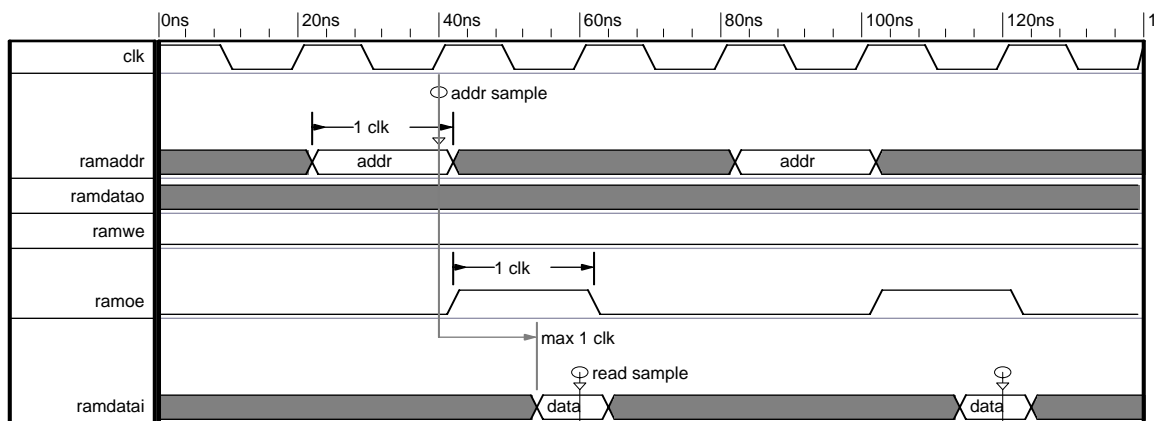 0ns 20ns 40ns 60ns 80ns 100ns 120ns 1
clk
addr sample
1 clk
ramaddr addr addr
ramdatao
ramwe
1 clk
ramoe
max 1 clk
read sample
ramdatai data data